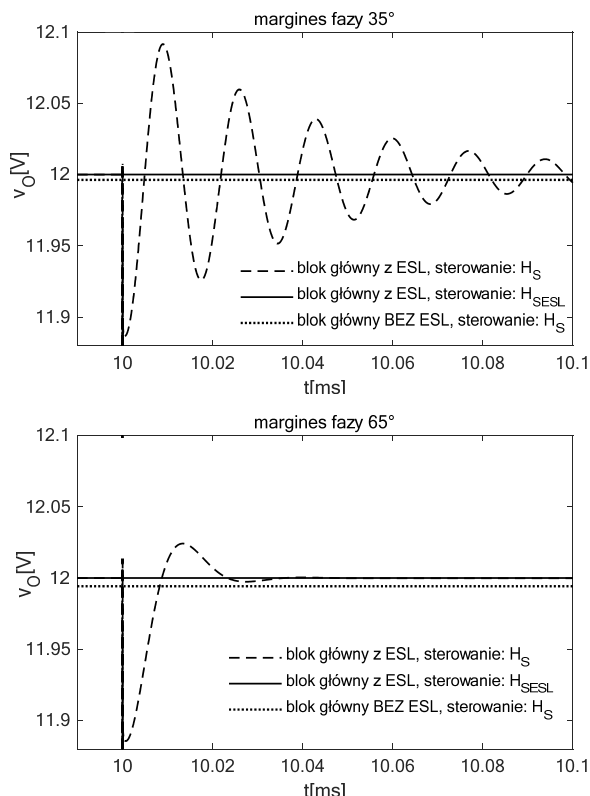 margines fazy 35°
12.1
12.05
12
11.95
11.9
v_O[V]
blok główny z ESL, sterowanie: H_S
blok główny z ESL, sterowanie: H_SESL
blok główny BEZ ESL, sterowanie: H_S
10 10.02 10.04 10.06 10.08 10.1
t[ms]
margines fazy 65°
12.1
12.05
12
11.95
11.9
v_O[V]
blok główny z ESL, sterowanie: H_S
blok główny z ESL, sterowanie: H_SESL
blok główny BEZ ESL, sterowanie: H_S
10 10.02 10.04 10.06 10.08 10.1
t[ms]